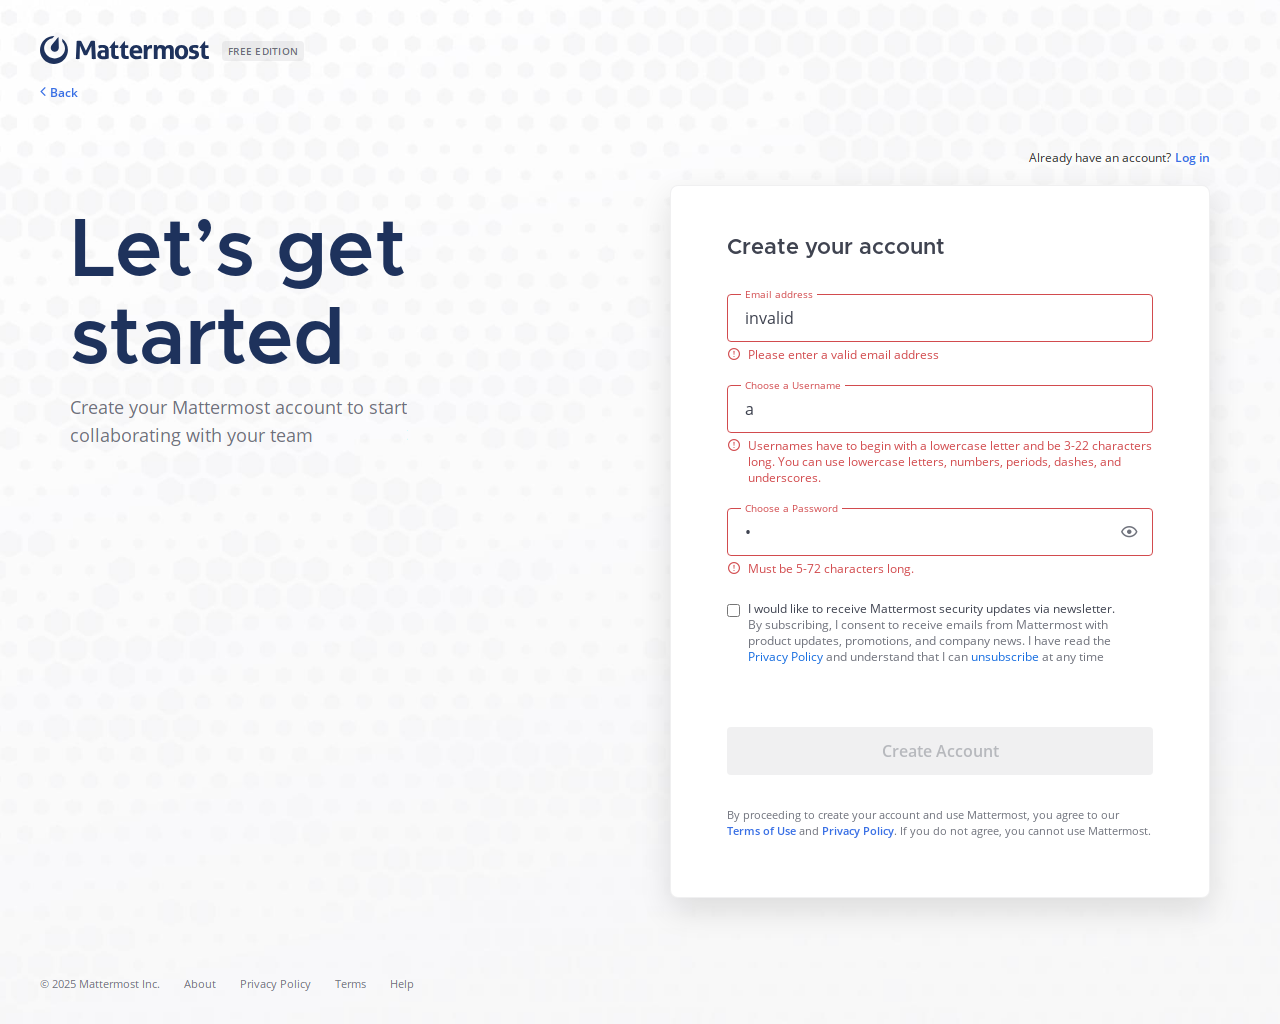 Mattermost FREE EDITION
Back
Already have an account? Log in
Let’s get
started
Create your Mattermost account to start
collaborating with your team
Create your account
Email address
invalid
Please enter a valid email address
Choose a Username
a
Usernames have to begin with a lowercase letter and be 3-22 characters
long. You can use lowercase letters, numbers, periods, dashes, and
underscores.
Choose a Password
•
Must be 5-72 characters long.
I would like to receive Mattermost security updates via newsletter.
By subscribing, I consent to receive emails from Mattermost with
product updates, promotions, and company news. I have read the
Privacy Policy and understand that I can unsubscribe at any time
Create Account
By proceeding to create your account and use Mattermost, you agree to our
Terms of Use and Privacy Policy. If you do not agree, you cannot use Mattermost.
© 2025 Mattermost Inc. About Privacy Policy Terms Help